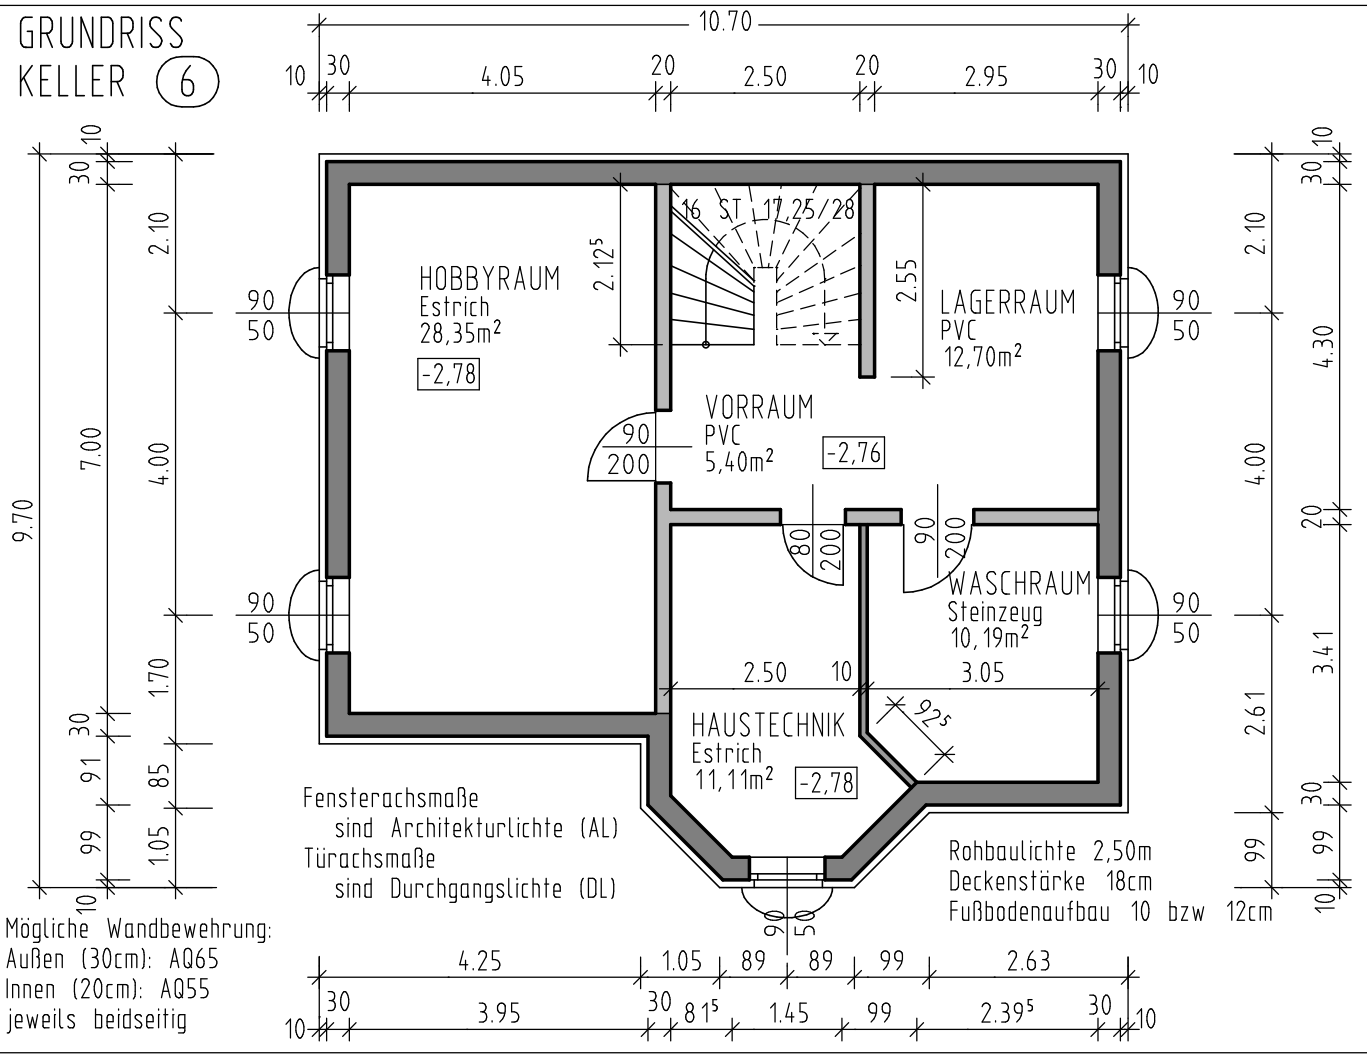 GRUNDRISS
KELLER 6
10.70
10 30 4.05 20 2.50 20 2.95 30 10
10
30
2.10
7.00
4.00
9.70
1.70
30
91
85
99
1.05
10
90
50
90
50
HOBBYRAUM
Estrich
28,35m²
-2,78
2.12⁵
16 ST 17,25/28
2.55
LAGERRAUM
PVC
12,70m²
VORRAUM
PVC
5,40m²
-2,76
90
200
80
200
90
200
WASCHRAUM
Steinzeug
10,19m²
2.50 10 3.05
92⁵
HAUSTECHNIK
Estrich
11,11m²
-2,78
90
50
90
50
90
50
10
30
2.10
4.30
4.00
20
3.41
2.61
30
99
99
10
Fensterachsmaße
sind Architekturlichte (AL)
Türachsmaße
sind Durchgangslichte (DL)
Rohbaulichte 2,50m
Deckenstärke 18cm
Fußbodenaufbau 10 bzw 12cm
Mögliche Wandbewehrung:
Außen (30cm): AQ65
Innen (20cm): AQ55
jeweils beidseitig
4.25 1.05 89 89 99 2.63
10 30 3.95 30 81⁵ 1.45 99 2.39⁵ 30 10